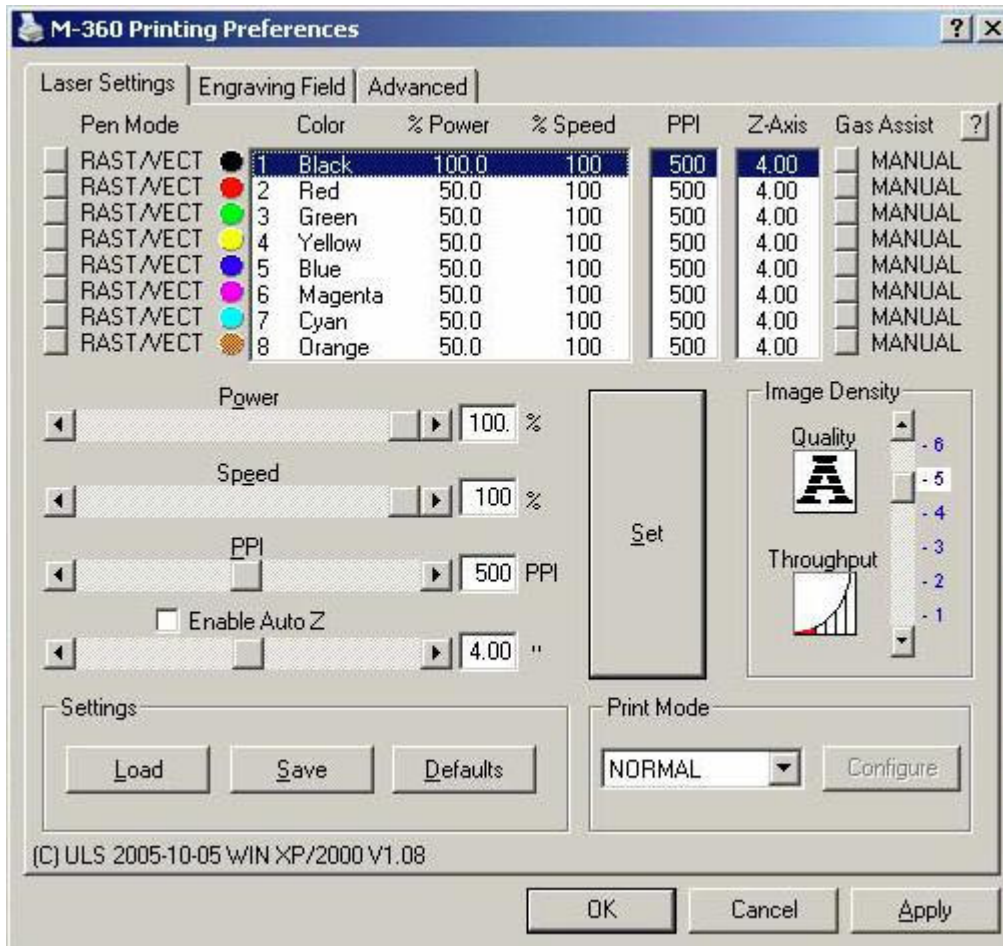 M-360 Printing Preferences ? X
Laser Settings Engraving Field Advanced
Pen Mode Color % Power % Speed PPI Z-Axis Gas Assist ?
RAST/VECT 1 Black 100.0 100 500 4.00 MANUAL
RAST/VECT 2 Red 50.0 100 500 4.00 MANUAL
RAST/VECT 3 Green 50.0 100 500 4.00 MANUAL
RAST/VECT 4 Yellow 50.0 100 500 4.00 MANUAL
RAST/VECT 5 Blue 50.0 100 500 4.00 MANUAL
RAST/VECT 6 Magenta 50.0 100 500 4.00 MANUAL
RAST/VECT 7 Cyan 50.0 100 500 4.00 MANUAL
RAST/VECT 8 Orange 50.0 100 500 4.00 MANUAL
Power
100. %
Speed
100 %
PPI
500 PPI
Enable Auto Z
4.00 "
Set
Image Density
Quality
A
Throughput
- 6
- 5
- 4
- 3
- 2
- 1
Settings
Load Save Defaults
Print Mode
NORMAL Configure
(C) ULS 2005-10-05 WIN XP/2000 V1.08
OK Cancel Apply